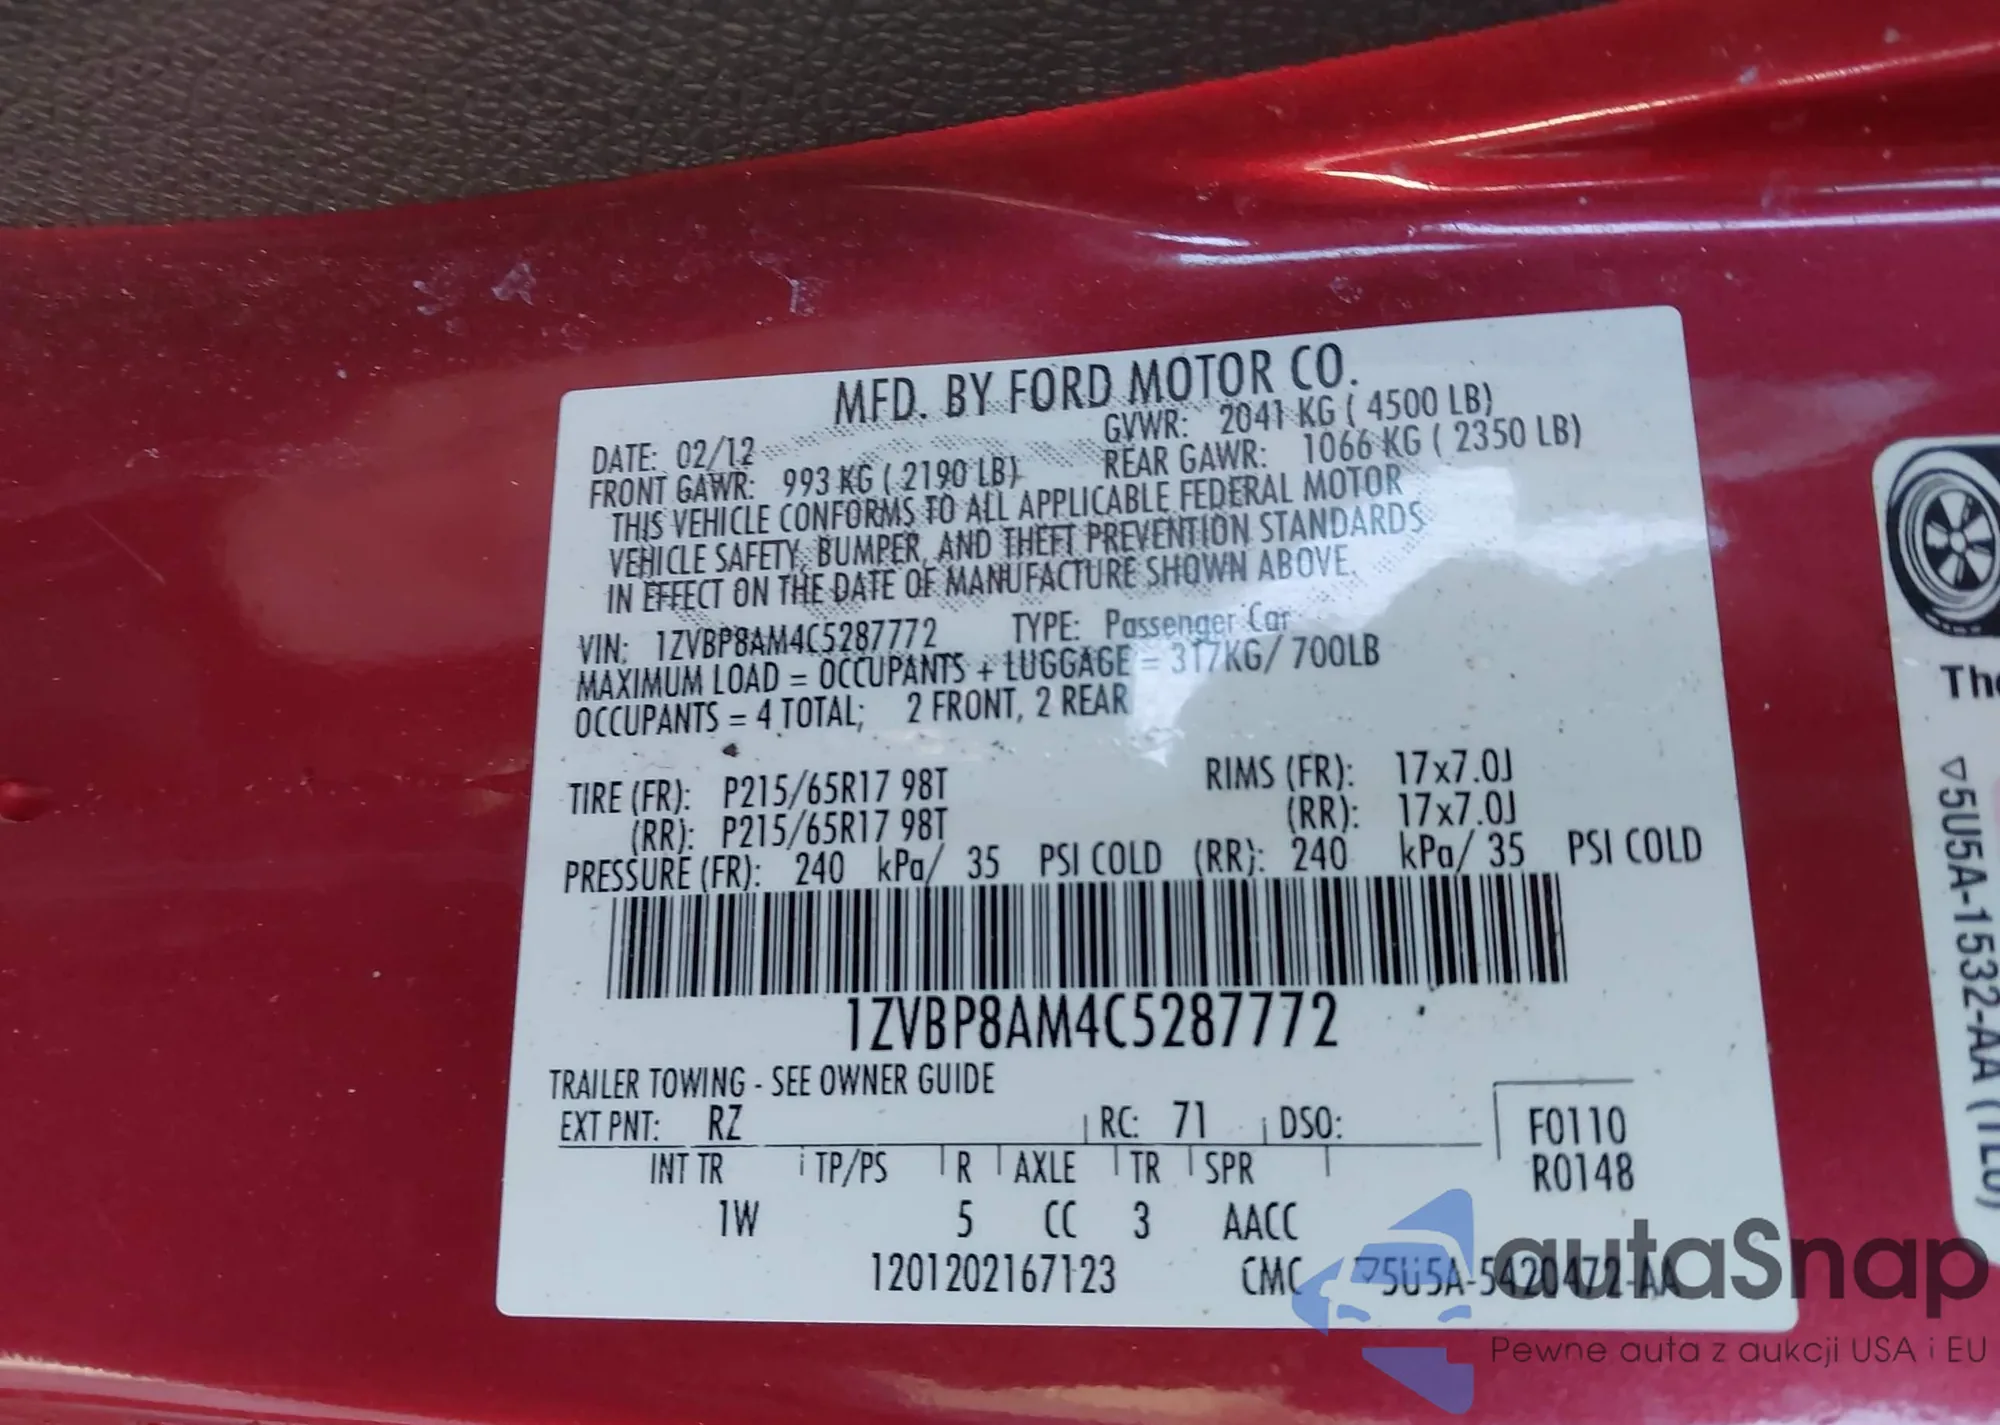 MFD. BY FORD MOTOR CO.
DATE: 02/12 GVWR: 2041 KG ( 4500 LB)
FRONT GAWR: 993 KG ( 2190 LB) REAR GAWR: 1066 KG ( 2350 LB)
THIS VEHICLE CONFORMS TO ALL APPLICABLE FEDERAL MOTOR
VEHICLE SAFETY, BUMPER, AND THEFT PREVENTION STANDARDS
IN EFFECT ON THE DATE OF MANUFACTURE SHOWN ABOVE.
VIN: 1ZVBP8AM4C5287772 TYPE: Passenger Car
MAXIMUM LOAD = OCCUPANTS + LUGGAGE = 317KG/ 700LB
OCCUPANTS = 4 TOTAL; 2 FRONT, 2 REAR
TIRE (FR): P215/65R17 98T RIMS (FR): 17x7.0J
(RR): P215/65R17 98T (RR): 17x7.0J
PRESSURE (FR): 240 kPa/ 35 PSI COLD (RR): 240 kPa/ 35 PSI COLD
1ZVBP8AM4C5287772
TRAILER TOWING - SEE OWNER GUIDE
EXT PNT: RZ RC: 71 DSO: F0110
INT TR TP/PS R AXLE TR SPR R0148
1W 5 CC 3 AACC
1201202167123 CMC ▽5U5A-5420472-AA
The
▽5U5A-1532-AA
autaSnap
Pewne auta z aukcji USA i EU